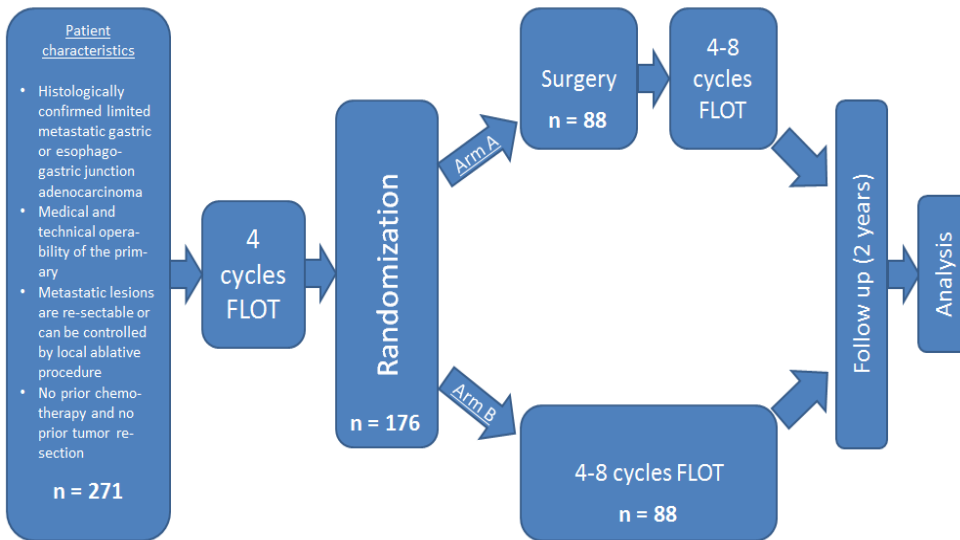 Patient
characteristics
• Histologically
confirmed limited
metastatic gastric
or esophago-
gastric junction
adenocarcinoma
• Medical and
technical opera-
bility of the prim-
ary
• Metastatic lesions
are re-sectable or
can be controlled
by local ablative
procedure
• No prior chemo-
therapy and no
prior tumor re-
section
n = 271
4
cycles
FLOT
Randomization
n = 176
Arm A
Surgery
n = 88
4-8
cycles
FLOT
Arm B
4-8 cycles FLOT
n = 88
Follow up (2 years)
Analysis